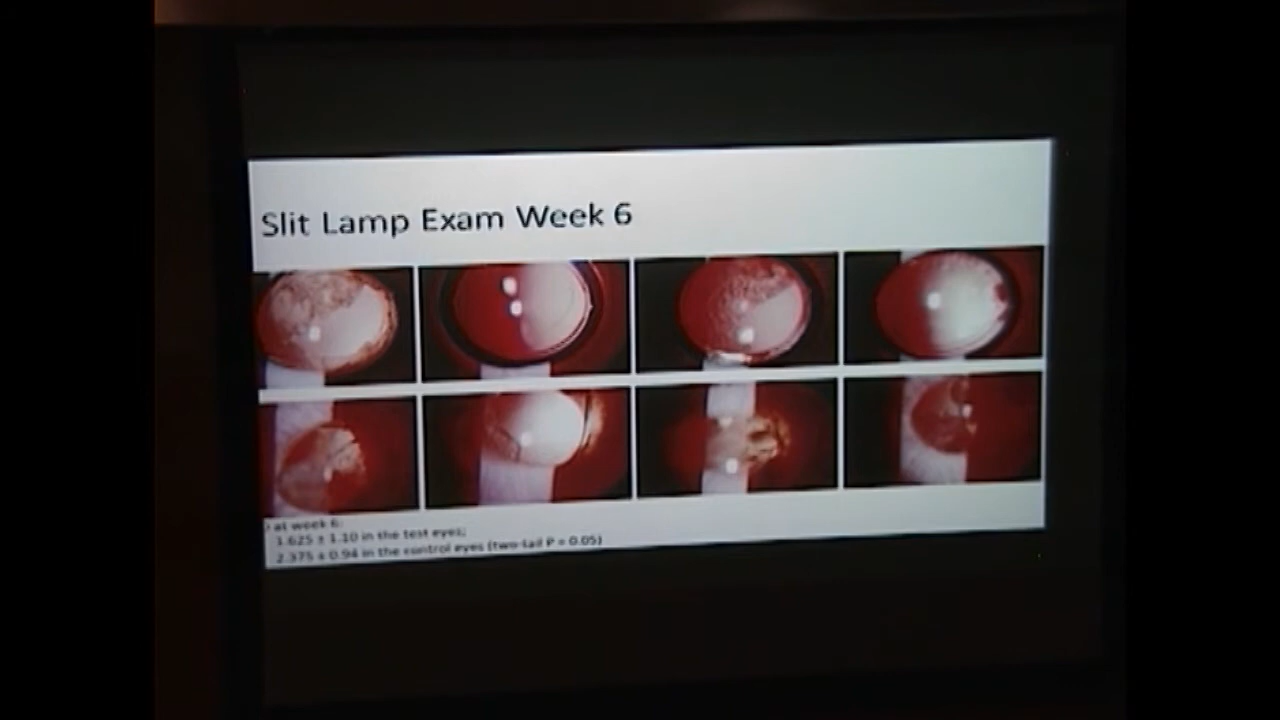 Slit Lamp Exam Week 6
at week 6:
1.625 ± 1.10 in the test eyes;
2.375 ± 0.94 in the control eyes (two-tail P = 0.05)